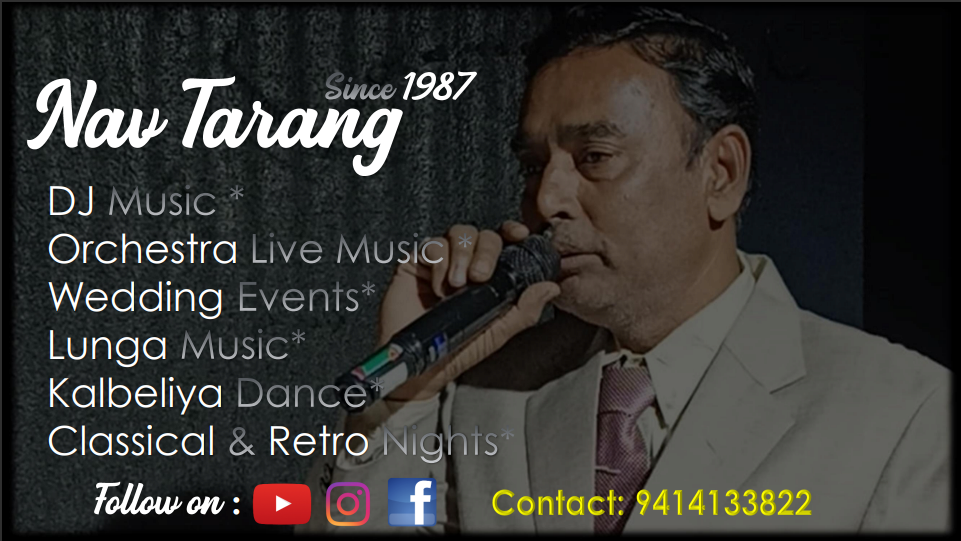 Since 1987
Nav Tarang
DJ Music *
Orchestra Live Music *
Wedding Events*
Lunga Music*
Kalbeliya Dance*
Classical & Retro Nights*
Follow on :
Contact: 9414133822